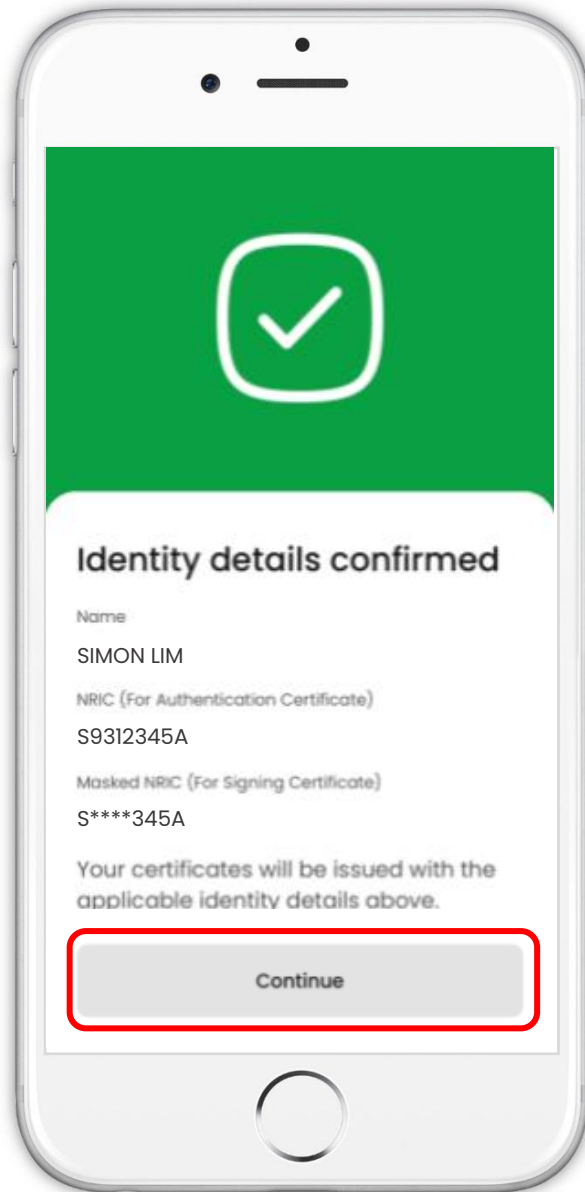 Identity details confirmed
Name
SIMON LIM
NRIC (For Authentication Certificate)
S9312345A
Masked NRIC (For Signing Certificate)
S****345A
Your certificates will be issued with the
applicable identity details above.
Continue